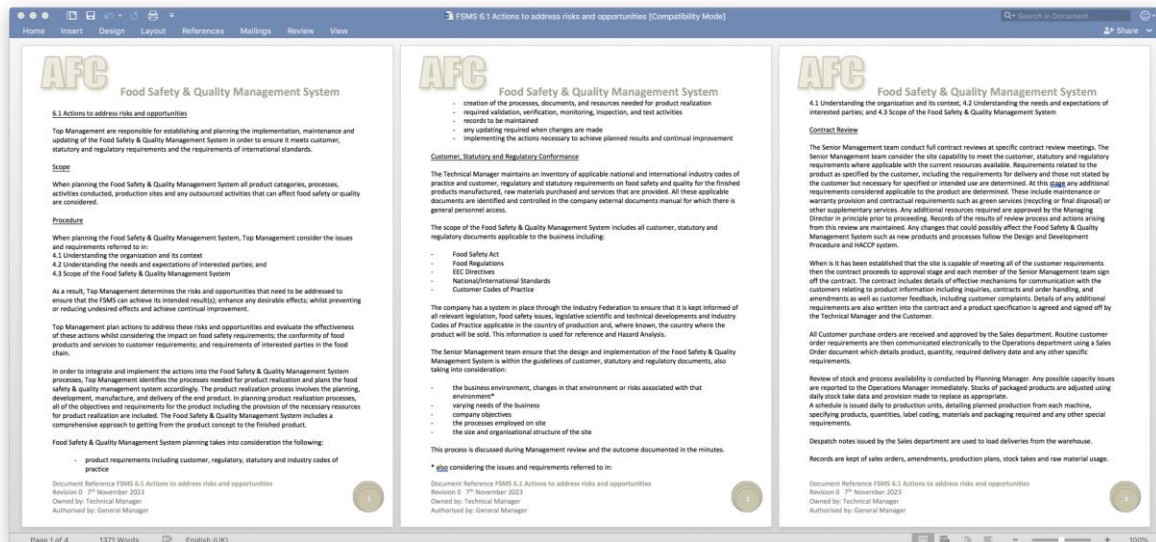 FSMS 6.1 Actions to address risks and opportunities [Compatibility Mode]
Search in Document
Home Insert Design Layout References Mailings Review View
Share
AFC
Food Safety & Quality Management System
6.1 Actions to address risks and opportunities
Top Management are responsible for establishing and planning the implementation, maintenance and
updating of the Food Safety & Quality Management System in order to ensure it meets customer,
statutory and regulatory requirements and the requirements of international standards.
Scope
When planning the Food Safety & Quality Management System all product categories, processes,
activities conducted, production sites and any outsourced activities that can affect food safety or quality
are considered.
Procedure
When planning the Food Safety & Quality Management System, Top Management consider the issues
and requirements referred to in:
4.1 Understanding the organization and its context
4.2 Understanding the needs and expectations of interested parties; and
4.3 Scope of the Food Safety & Quality Management System
As a result, Top Management determines the risks and opportunities that need to be addressed to
ensure that the FSMS can achieve its intended result(s); enhance any desirable effects; whilst preventing
or reducing undesired effects and achieve continual improvement.
Top Management plan actions to address these risks and opportunities and evaluate the effectiveness
of these actions whilst considering the impact on food safety requirements; the conformity of food
products and services to customer requirements; and requirements of interested parties in the food
chain.
In order to integrate and implement the actions into the Food Safety & Quality Management System
processes, Top Management identifies the processes needed for product realization and plans the food
safety & quality management system accordingly. The product realization process involves the planning,
development, manufacture, and delivery of the end product. In planning product realization processes,
all of the objectives and requirements for the product including the provision of the necessary resources
for product realization are included. The Food Safety & Quality Management System includes a
comprehensive approach to getting from the product concept to the finished product.
Food Safety & Quality Management System planning takes into consideration the following:
- product requirements including customer, regulatory, statutory and industry codes of
practice
Document Reference FSMS 6.1 Actions to address risks and opportunities
Revision 0 7th November 2023
Owned by: Technical Manager
Authorised by: General Manager
1
AFC
Food Safety & Quality Management System
- creation of the processes, documents, and resources needed for product realization
- required validation, verification, monitoring, inspection, and test activities
- records to be maintained
- any updating required when changes are made
- implementing the actions necessary to achieve planned results and continual improvement
Customer, Statutory and Regulatory Conformance
The Technical Manager maintains an inventory of applicable national and international industry codes of
practice and customer, regulatory and statutory requirements on food safety and quality for the finished
products manufactured, raw materials purchased and services that are provided. All these applicable
documents are identified and controlled in the company external documents manual for which there is
general personnel access.
The scope of the Food Safety & Quality Management System includes all customer, statutory and
regulatory documents applicable to the business including:
- Food Safety Act
- Food Regulations
- EEC Directives
- National/International Standards
- Customer Codes of Practice
The company has a system in place through the Industry Federation to ensure that it is kept informed of
all relevant legislation, food safety issues, legislative scientific and technical developments and Industry
Codes of Practice applicable in the country of production and, where known, the country where the
product will be sold. This information is used for reference and Hazard Analysis.
The Senior Management team ensure that the design and implementation of the Food Safety & Quality
Management System is within the guidelines of customer, statutory and regulatory documents, also
taking into consideration:
- the business environment, changes in that environment or risks associated with that
environment*
- varying needs of the business
- company objectives
- the processes employed on site
- the size and organisational structure of the site
This process is discussed during Management review and the outcome documented in the minutes.
* also considering the issues and requirements referred to in:
Document Reference FSMS 6.1 Actions to address risks and opportunities
Revision 0 7th November 2023
Owned by: Technical Manager
Authorised by: General Manager
AFC
Food Safety & Quality Management System
4.1 Understanding the organization and its context, 4.2 Understanding the needs and expectations of
interested parties; and 4.3 Scope of the Food Safety & Quality Management System
Contract Review
The Senior Management team conduct full contract reviews at specific contract review meetings. The
Senior Management team consider the site capability to meet the customer, statutory and regulatory
requirements where applicable with the current resources available. Requirements related to the
product as specified by the customer, including the requirements for delivery and those not stated by
the customer but necessary for specified or intended use are determined. At this stage any additional
requirements considered applicable to the product are determined. These include maintenance or
warranty provision and contractual requirements such as green services (recycling or final disposal) or
other supplementary services. Any additional resources required are approved by the Managing
Director in principle prior to proceeding. Records of the results of review process and actions arising
from this review are maintained. Any changes that could possibly affect the Food Safety & Quality
Management System such as new products and processes follow the Design and Development
Procedure and HACCP system.
When is it has been established that the site is capable of meeting all of the customer requirements
then the contract proceeds to approval stage and each member of the Senior Management team sign
off the contract. The contract includes details of effective mechanisms for communication with the
customers relating to product information including inquiries, contracts and order handling, and
amendments as well as customer feedback, including customer complaints. Details of any additional
requirements are also written into the contract and a product specification is agreed and signed off by
the Technical Manager and the Customer.
All Customer purchase orders are received and approved by the Sales department. Routine customer
order requirements are then communicated electronically to the Operations department using a Sales
Order document which details product, quantity, required delivery date and any other specific
requirements.
Review of stock and process availability is conducted by Planning Manager. Any possible capacity issues
are reported to the Operations Manager immediately. Stocks of packaged products are adjusted using
daily stock take data and provision made to replace as appropriate.
A schedule is issued daily to production units, detailing planned production from each machine,
specifying products, quantities, label coding, materials and packaging required and any other special
requirements.
Despatch notes issued by the Sales department are used to load deliveries from the warehouse.
Records are kept of sales orders, amendments, production plans, stock takes and raw material usage.
Document Reference FSMS 6.1 Actions to address risks and opportunities
Revision 0 7th November 2023
Owned by: Technical Manager
Authorised by: General Manager
Page 1 of 4 1371 Words English (UK) 100%